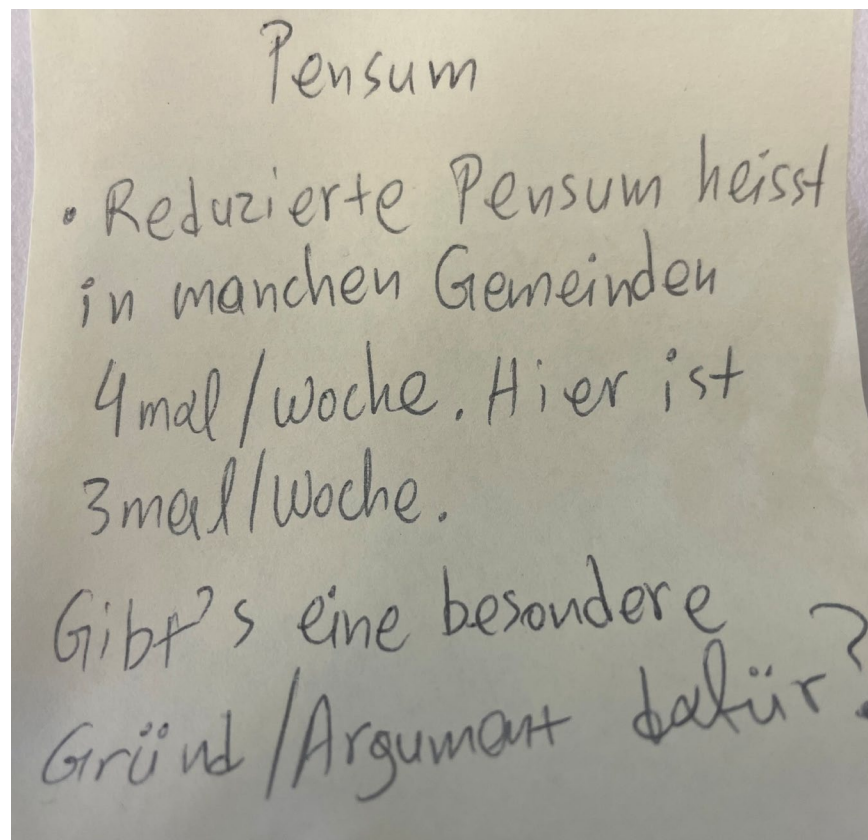 Pensum
• Reduzierte Pensum heisst
in manchen Gemeinden
4mal/Woche. Hier ist
3mal/Woche.
Gibt's eine besondere
Gründ/Argument dafür?